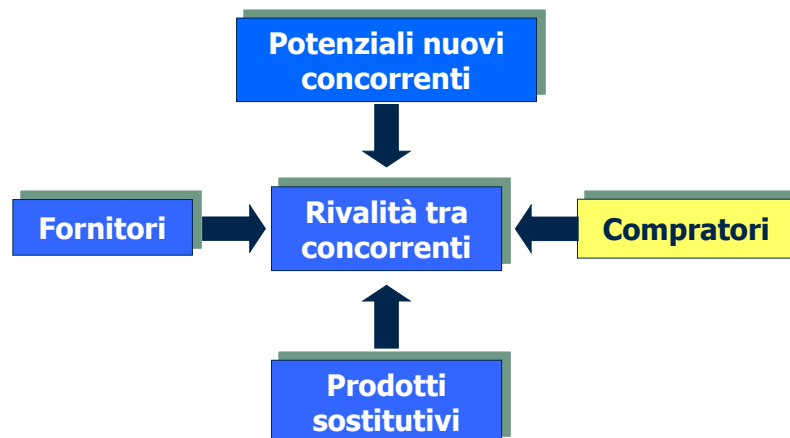 Potenziali nuovi
concorrenti
Fornitori
Rivalità tra
concorrenti
Compratori
Prodotti
sostitutivi